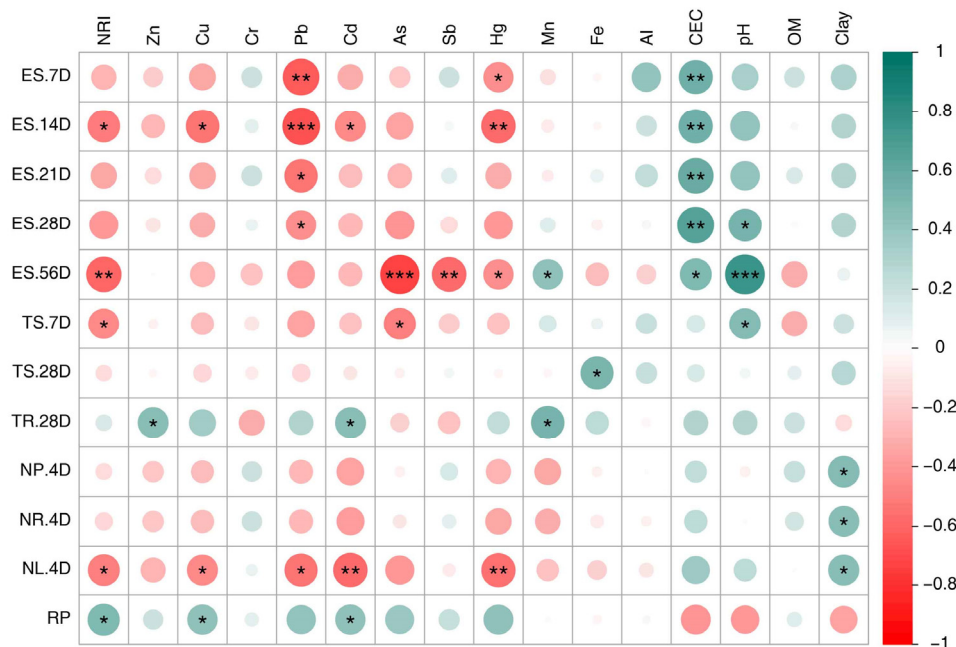 NRI Zn Cu Cr Pb Cd As Sb Hg Mn Fe Al CEC pH OM Clay
ES.7D ** * **
ES.14D * * *** * ** **
ES.21D * **
ES.28D * ** *
ES.56D ** *** ** * * * ***
TS.7D * * *
TS.28D *
TR.28D * * *
NP.4D *
NR.4D *
NL.4D * * * ** ** *
RP * * *
1
0.8
0.6
0.4
0.2
0
−0.2
−0.4
−0.6
−0.8
−1